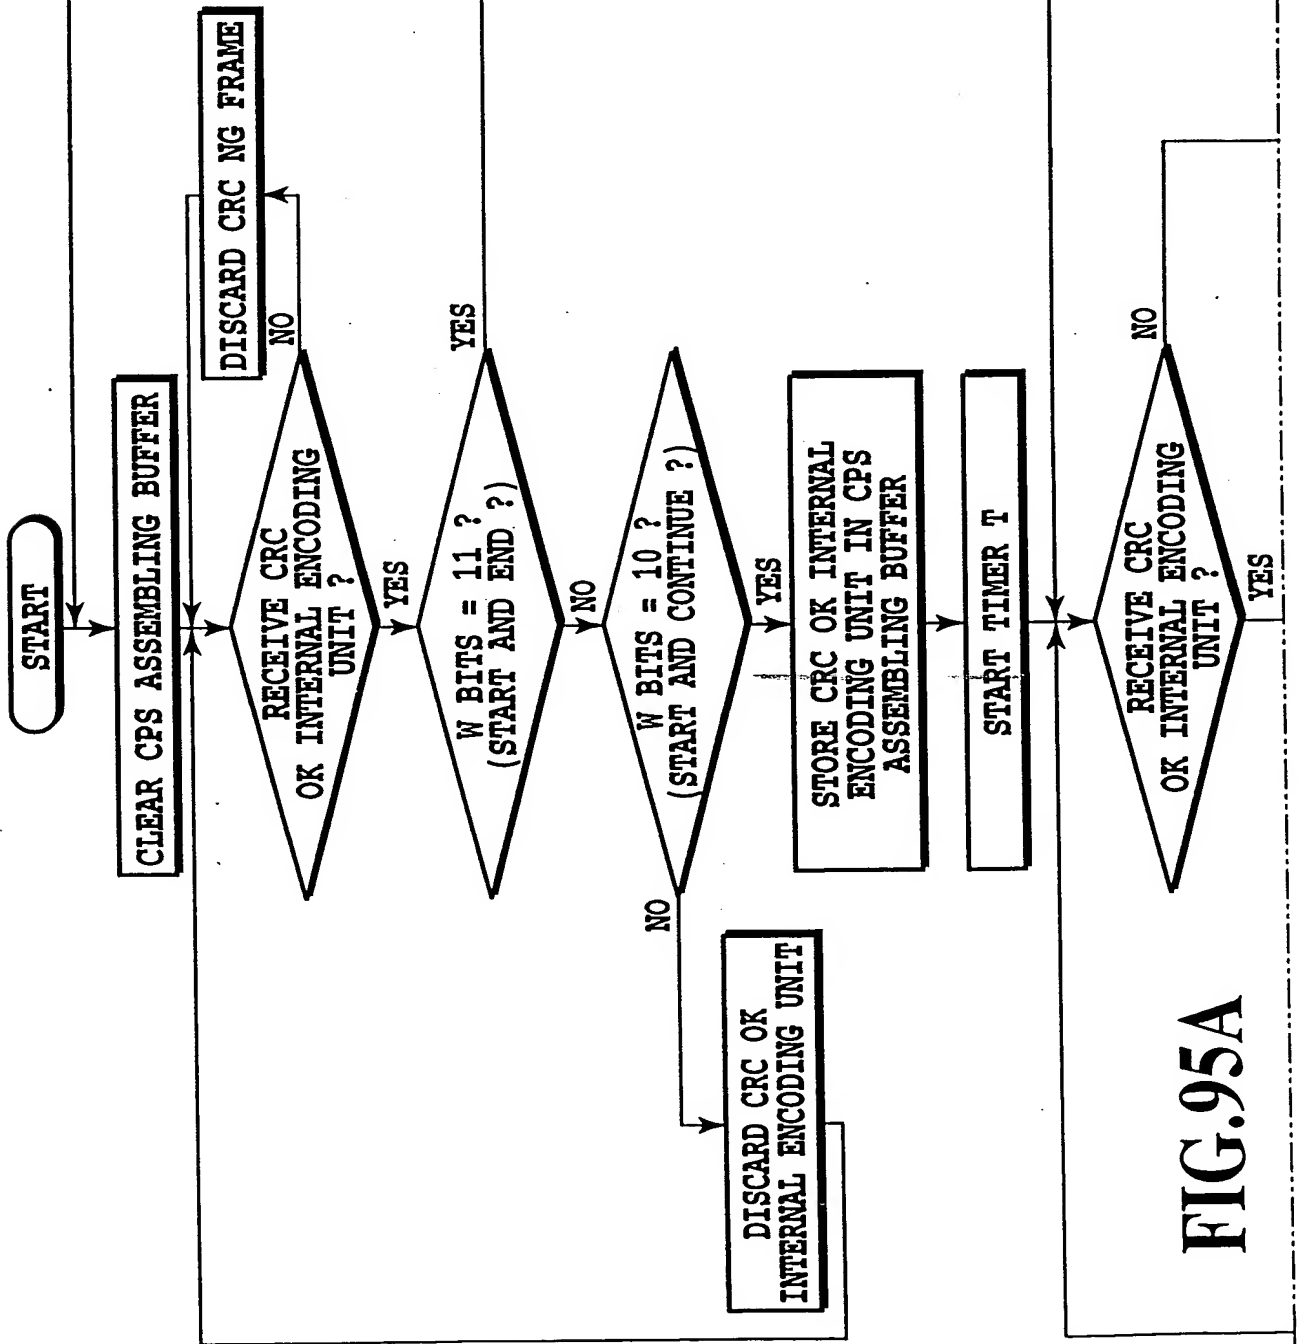 START
CLEAR CPS ASSEMBLING BUFFER
DISCARD CRC NG FRAME
RECEIVE CRC
OK INTERNAL ENCODING
UNIT ?
NO
YES
W BITS = 11 ?
(START AND END ?)
YES
NO
W BITS = 10 ?
(START AND CONTINUE ?)
NO
YES
DISCARD CRC OK
INTERNAL ENCODING UNIT
STORE CRC OK INTERNAL
ENCODING UNIT IN CPS
ASSEMBLING BUFFER
START TIMER T
RECEIVE CRC
OK INTERNAL ENCODING
UNIT ?
NO
YES
FIG.95A